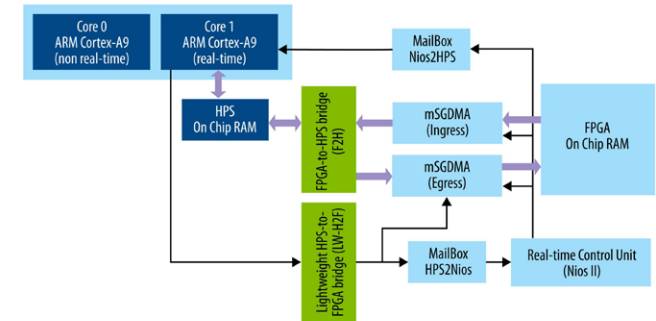 Core 0
ARM Cortex-A9
(non real-time)
Core 1
ARM Cortex-A9
(real-time)
MailBox
Nios2HPS
HPS
On Chip RAM
FPGA-to-HPS bridge
(F2H)
mSGDMA
(Ingress)
FPGA
On Chip RAM
mSGDMA
(Egress)
Lightweight HPS-to-
FPGA bridge (LW-H2F)
MailBox
HPS2Nios
Real-time Control Unit
(Nios II)